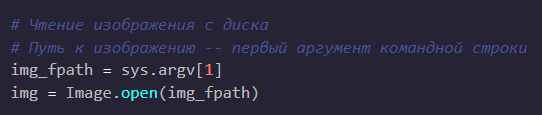 # Чтение изображения с диска
# Путь к изображению -- первый аргумент командной строки
img_fpath = sys.argv[1]
img = Image.open(img_fpath)